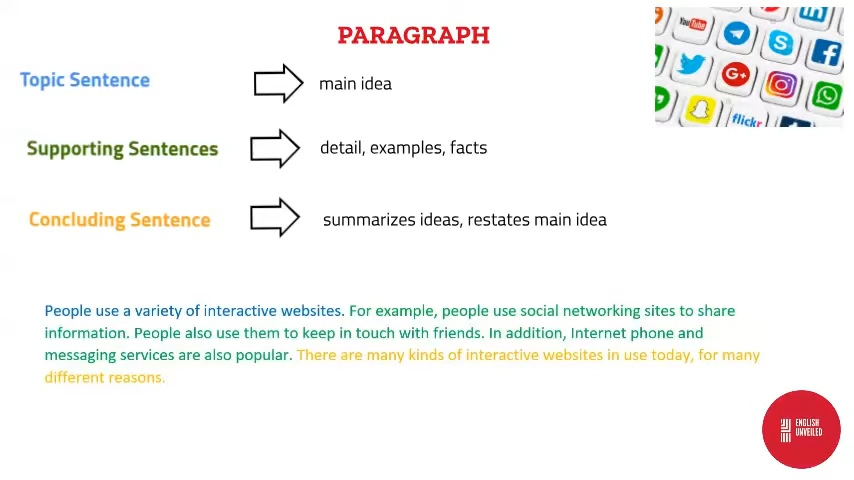 PARAGRAPH
Topic Sentence
main idea
Supporting Sentences
detail, examples, facts
Concluding Sentence
summarizes ideas, restates main idea
YouTube
flickr
People use a variety of interactive websites. For example, people use social networking sites to share
information. People also use them to keep in touch with friends. In addition, Internet phone and
messaging services are also popular. There are many kinds of interactive websites in use today, for many
different reasons.
ENGLISH
UNVEILED